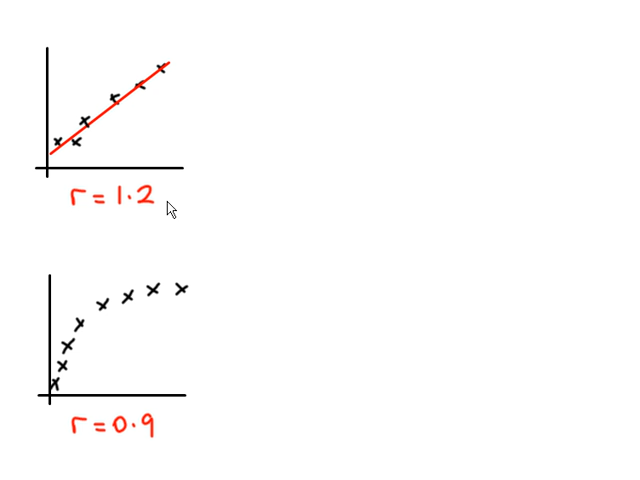 r = 1.2
r = 0.9